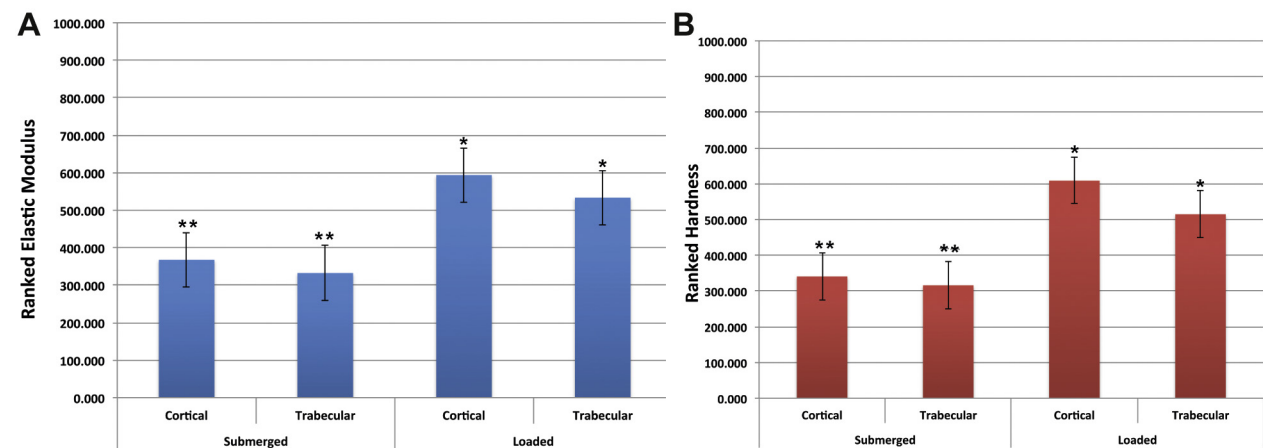 A
Ranked Elastic Modulus
1000.000
900.000
800.000
700.000
600.000
500.000
400.000
300.000
200.000
100.000
0.000
**
**
*
*
Cortical
Trabecular
Cortical
Trabecular
Submerged
Loaded
B
Ranked Hardness
1000.000
900.000
800.000
700.000
600.000
500.000
400.000
300.000
200.000
100.000
0.000
**
**
*
*
Cortical
Trabecular
Cortical
Trabecular
Submerged
Loaded